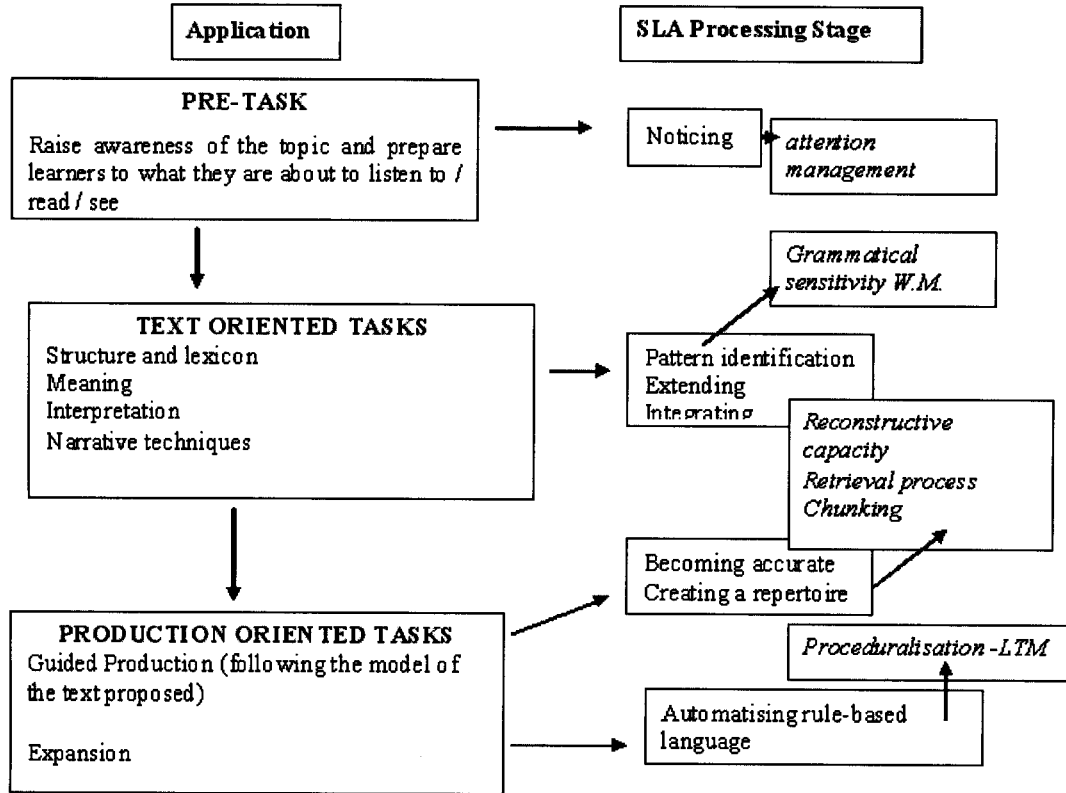 Application
SLA Processing Stage
PRE-TASK
Raise awareness of the topic and prepare
learners to what they are about to listen to /
read / see
Noticing
attention
management
Grammatical
sensitivity W.M.
TEXT ORIENTED TASKS
Structure and lexicon
Meaning
Interpretation
Narrative techniques
Pattern identification
Extending
Integrating
Reconstructive
capacity
Retrieval process
Chunking
Becoming accurate
Creating a repertoire
PRODUCTION ORIENTED TASKS
Guided Production (following the model of
the text proposed)
Expansion
Proceduralisation -LTM
Automatising rule-based
language